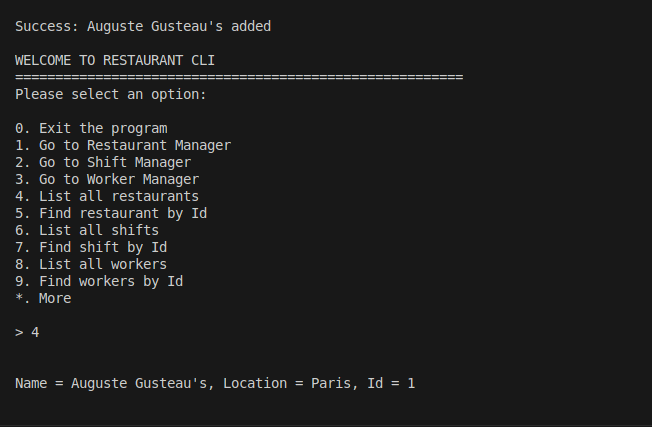 Success: Auguste Gusteau's added
WELCOME TO RESTAURANT CLI
========================================================
Please select an option:
0. Exit the program
1. Go to Restaurant Manager
2. Go to Shift Manager
3. Go to Worker Manager
4. List all restaurants
5. Find restaurant by Id
6. List all shifts
7. Find shift by Id
8. List all workers
9. Find workers by Id
*. More
> 4
Name = Auguste Gusteau's, Location = Paris, Id = 1